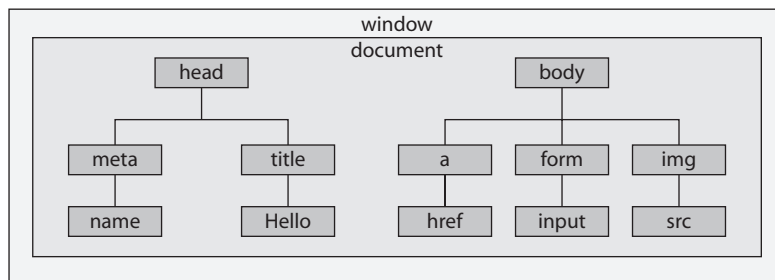 window
document
head body
meta title a form img
name Hello href input src